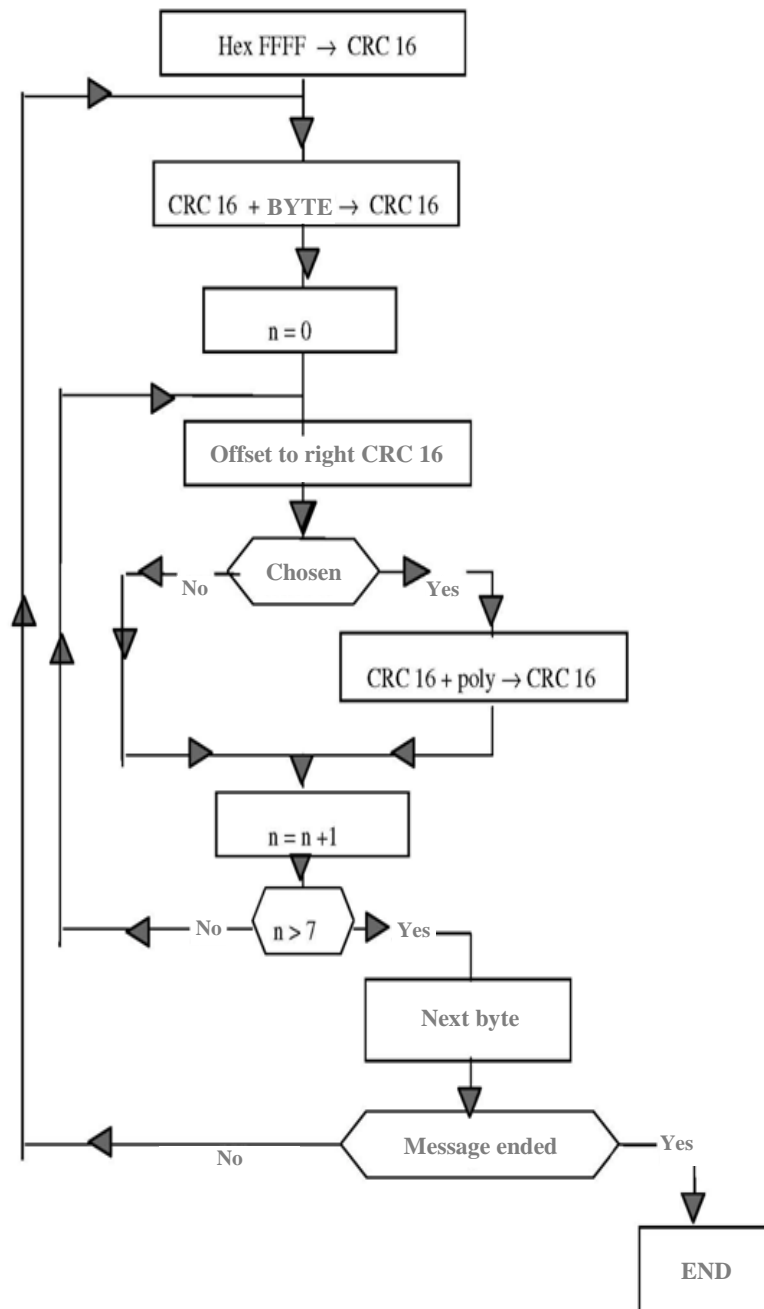 Hex FFFF → CRC 16
CRC 16 + BYTE → CRC 16
n = 0
Offset to right CRC 16
Chosen
No
Yes
CRC 16 + poly → CRC 16
n = n +1
n > 7
No
Yes
Next byte
Message ended
No
Yes
END